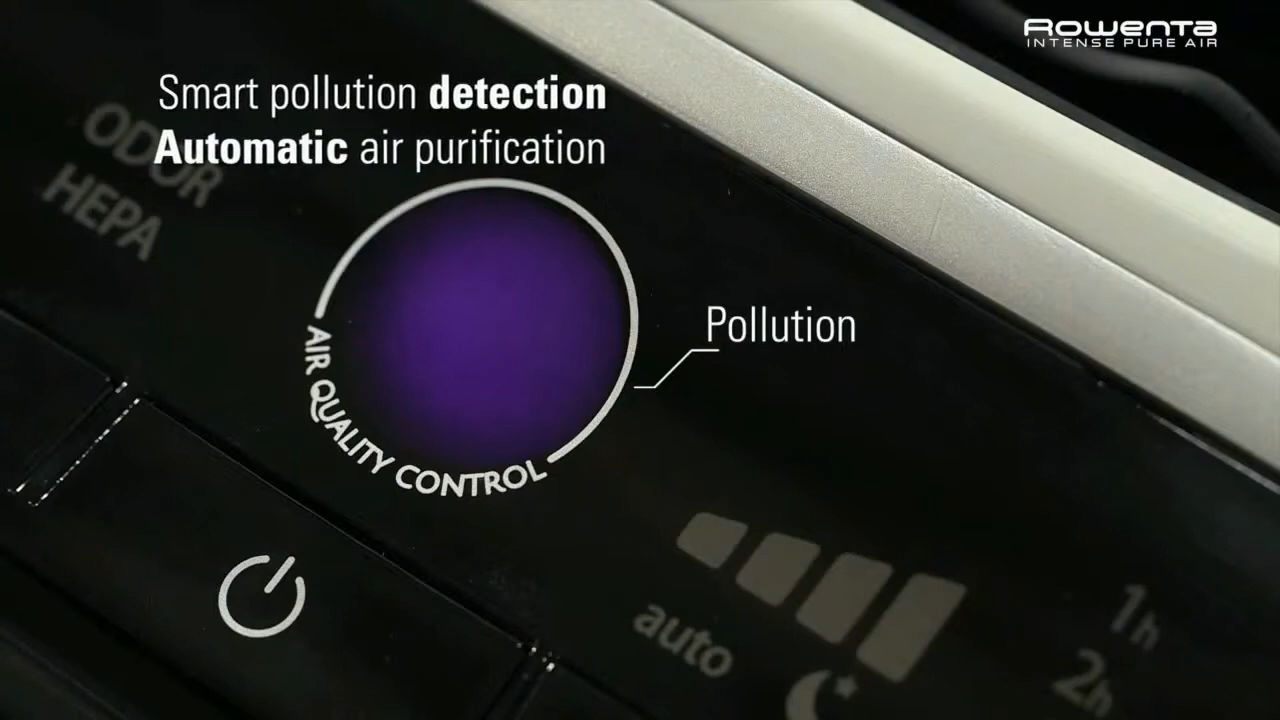 Rowenta
INTENSE PURE AIR
Smart pollution detection
Automatic air purification
ODOR
HEPA
Pollution
AIR QUALITY CONTROL
auto
1h
2h